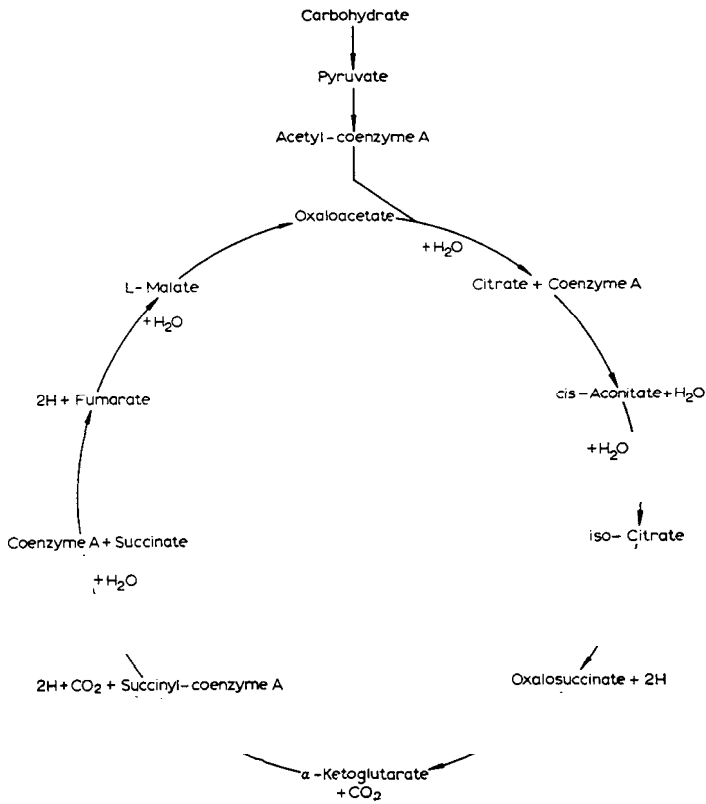 Carbohydrate
Pyruvate
Acetyl-coenzyme A
Oxaloacetate
+H₂O
Citrate + Coenzyme A
cis-Aconitate+H₂O
+H₂O
iso-Citrate
Oxalosuccinate + 2H
α-Ketoglutarate
+CO₂
2H+CO₂ + Succinyl-coenzyme A
+H₂O
Coenzyme A + Succinate
2H + Fumarate
+H₂O
L-Malate